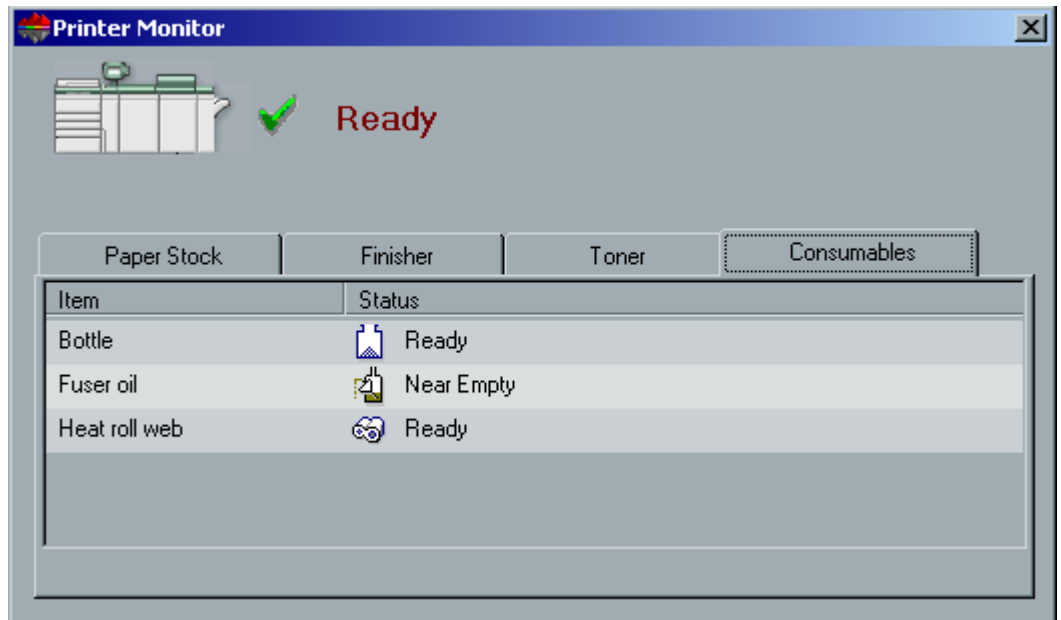 Printer Monitor
Ready
Paper Stock Finisher Toner Consumables
Item Status
Bottle Ready
Fuser oil Near Empty
Heat roll web Ready